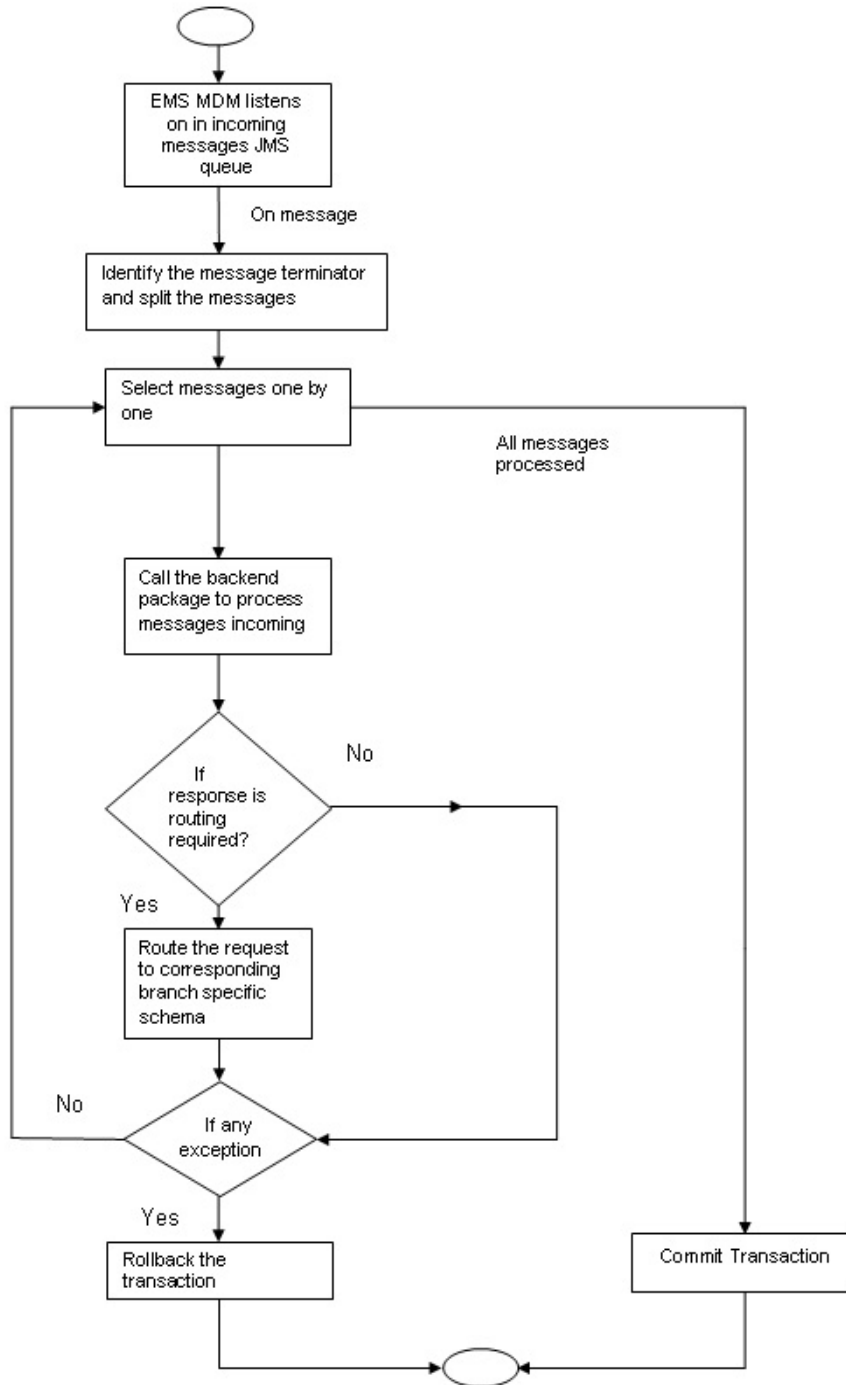 EMS MDM listens
on in incoming
messages JMS
queue
On message
Identify the message terminator
and split the messages
Select messages one by
one
All messages
processed
Call the backend
package to process
messages incoming
No
If
response is
routing
required?
Yes
Route the request
to corresponding
branch specific
schema
No
If any
exception
Yes
Rollback the
transaction
Commit Transaction